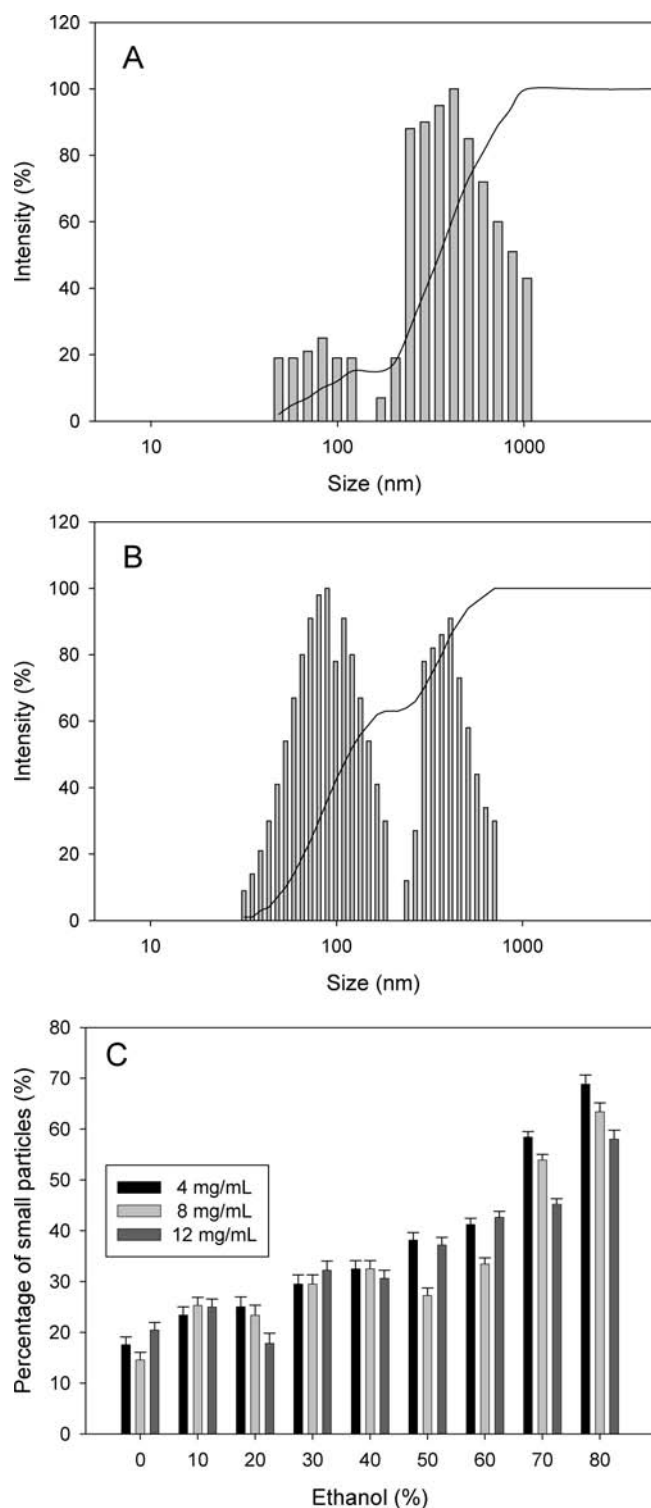 120
A
100
80
60
40
20
0
Intensity (%)
10 100 1000
Size (nm)
120
B
100
80
60
40
20
0
Intensity (%)
10 100 1000
Size (nm)
80
C
70
60
50
40
30
20
10
0
Percentage of small particles (%)
4 mg/mL
8 mg/mL
12 mg/mL
0 10 20 30 40 50 60 70 80
Ethanol (%)